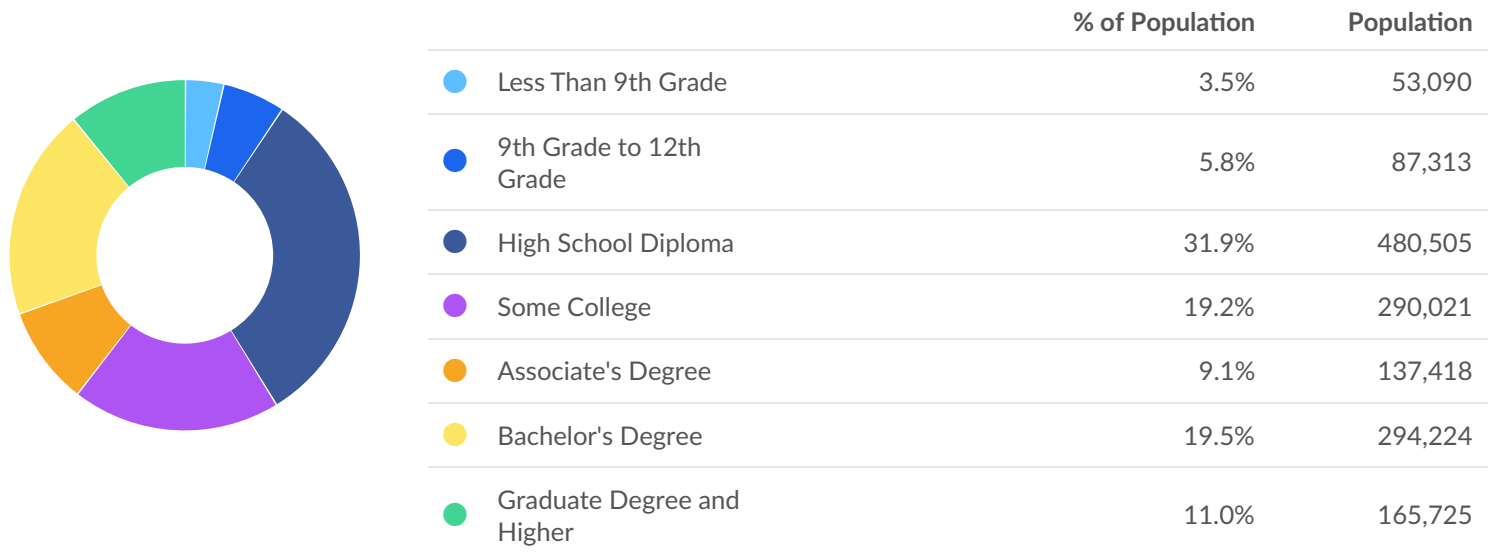 % of Population Population
Less Than 9th Grade 3.5% 53,090
9th Grade to 12th
Grade 5.8% 87,313
High School Diploma 31.9% 480,505
Some College 19.2% 290,021
Associate's Degree 9.1% 137,418
Bachelor's Degree 19.5% 294,224
Graduate Degree and
Higher 11.0% 165,725